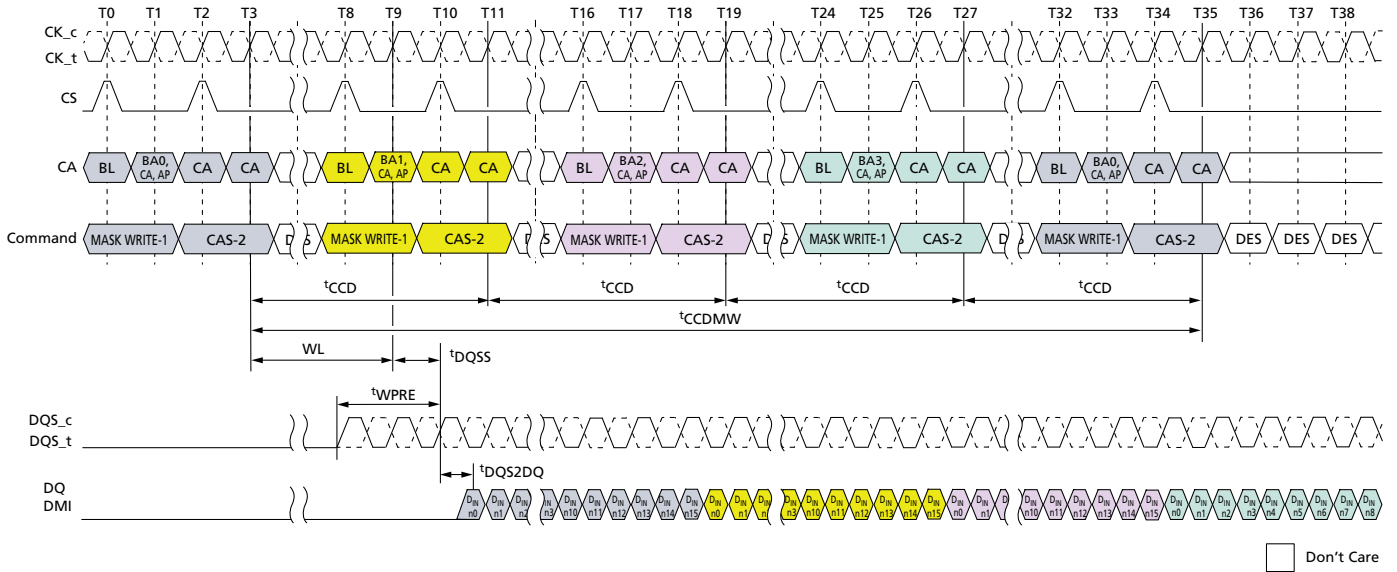 T0 T1 T2 T3 T8 T9 T10 T11 T16 T17 T18 T19 T24 T25 T26 T27 T32 T33 T34 T35 T36 T37 T38
CK_c
CK_t
CS
CA BL BA0, CA, AP CA CA BL BA1, CA, AP CA CA BL BA2, CA, AP CA CA BL BA3, CA, AP CA CA BL BA0, CA, AP CA CA
Command MASK WRITE-1 CAS-2 MASK WRITE-1 CAS-2 MASK WRITE-1 CAS-2 MASK WRITE-1 CAS-2 MASK WRITE-1 CAS-2 DES DES DES
tCCD tCCD tCCD tCCD
tCCDMW
WL tDQSS
tWPRE
DQS_c
DQS_t
tDQS2DQ
DQ
DMI
DIN n0 DIN n1 DIN n2 DIN n3 DIN n10 DIN n11 DIN n12 DIN n13 DIN n14 DIN n15 DIN n0 DIN n1 DIN n DIN n3 DIN n10 DIN n11 DIN n12 DIN n13 DIN n14 DIN n15 DIN n0 DIN n1 DIN n10 DIN n11 DIN n12 DIN n13 DIN n14 DIN n15 DIN n0 DIN n1 DIN n2 DIN n3 DIN n4 DIN n5 DIN n6 DIN n7 DIN n8
Don't Care